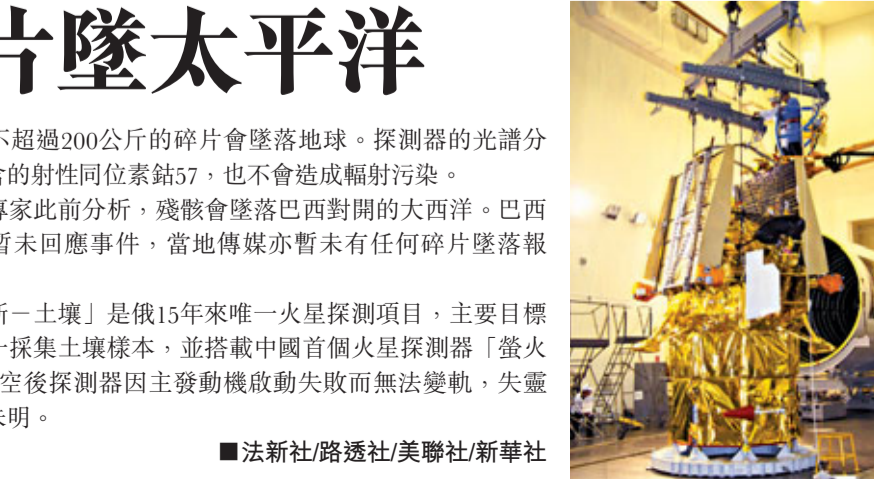 片墜太平洋
不超過200公斤的碎片會墜落地球。探測器的光譜分
含的射性同位素鈷57，也不會造成輻射污染。
專家此前分析，殘骸會墜落巴西對開的大西洋。巴西
暫未回應事件，當地傳媒亦暫未有任何碎片墜落報
斯－土壤」是俄15年來唯一火星探測項目，主要目標
一採集土壤樣本，並搭載中國首個火星探測器「螢火
空後探測器因主發動機啟動失敗而無法變軌，失靈
未明。
■法新社/路透社/美聯社/新華社